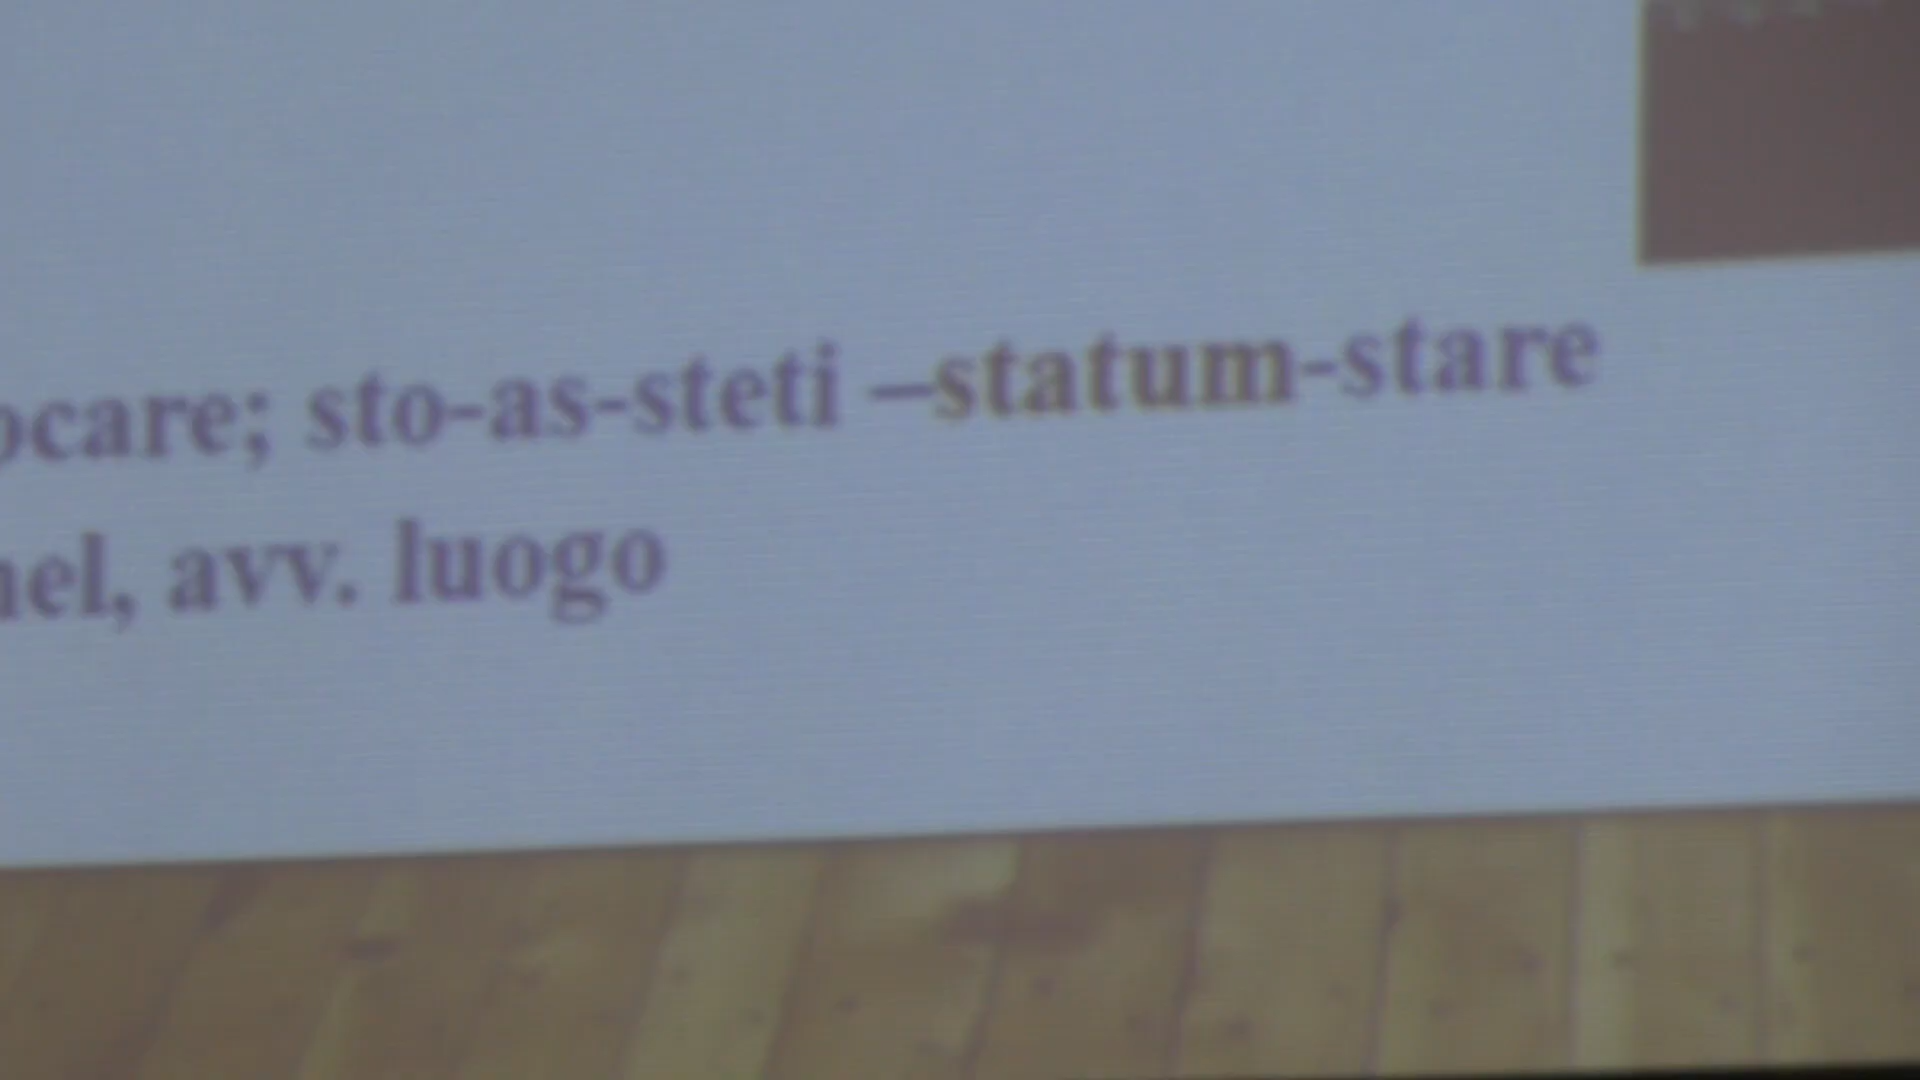 ocare; sto-as-steti –statum-stare
nel, avv. luogo